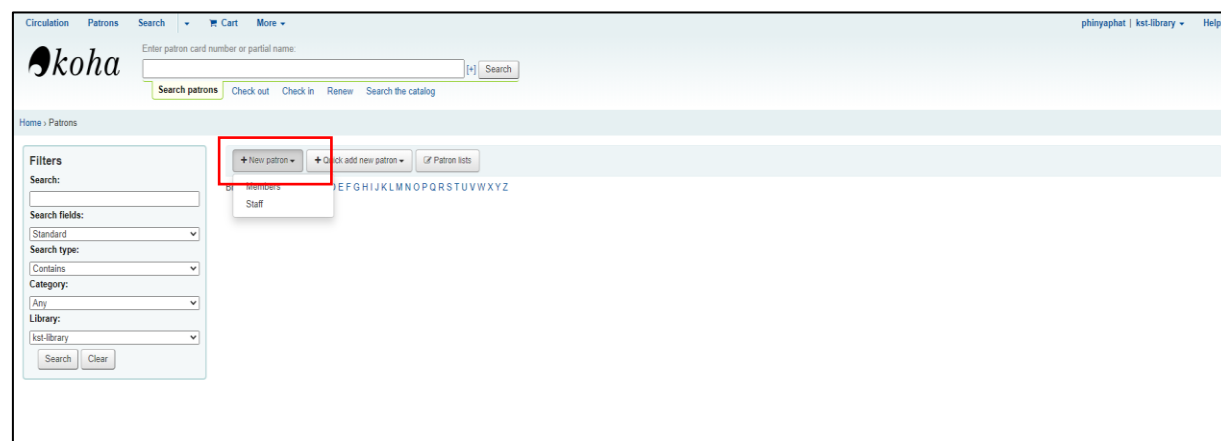 Circulation Patrons Search Cart More phinyaphat | kst-library Help
koha
Enter patron card number or partial name:
[+] Search
Search patrons Check out Check in Renew Search the catalog
Home › Patrons
Filters
Search:
Search fields:
Standard
Search type:
Contains
Category:
Any
Library:
kst-library
Search Clear
+ New patron + Quick add new patron Patron lists
Members
Staff
D E F G H I J K L M N O P Q R S T U V W X Y Z